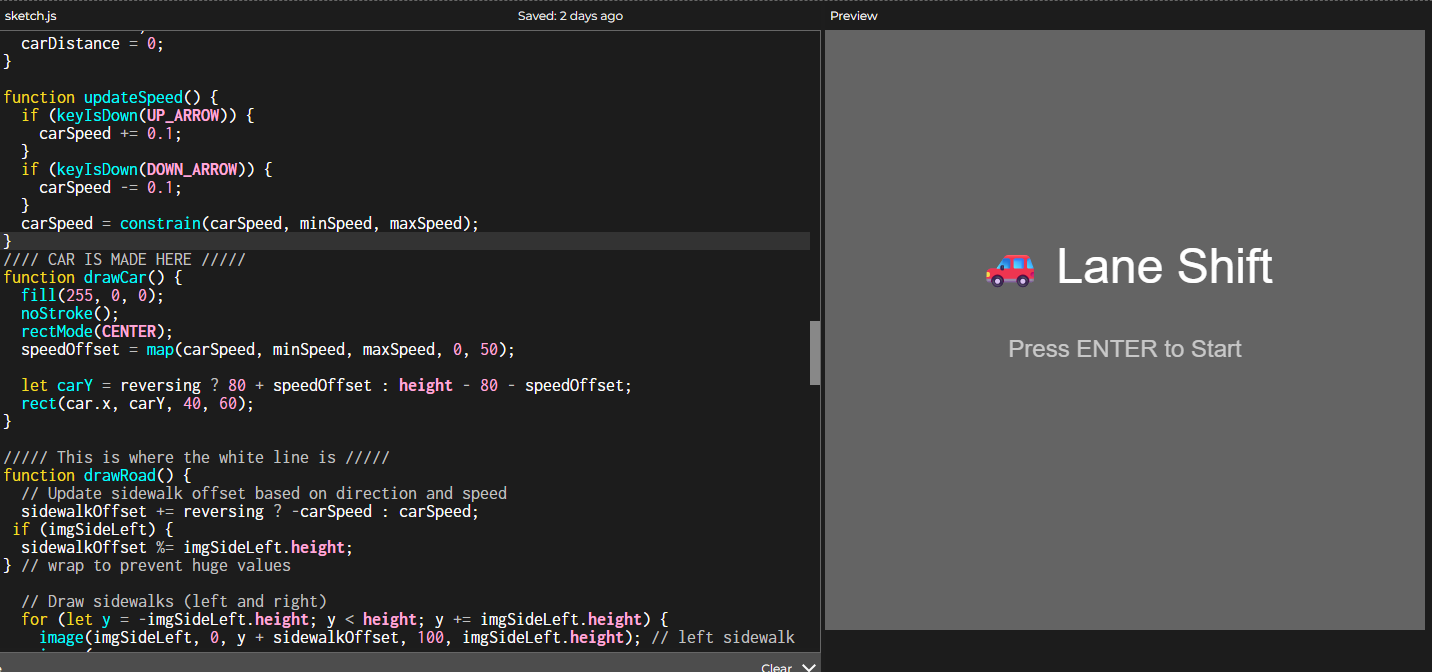 sketch.js
Saved: 2 days ago
Preview
carDistance = 0;
}
function updateSpeed() {
if (keyIsDown(UP_ARROW)) {
carSpeed += 0.1;
}
if (keyIsDown(DOWN_ARROW)) {
carSpeed -= 0.1;
}
carSpeed = constrain(carSpeed, minSpeed, maxSpeed);
}
//// CAR IS MADE HERE /////
function drawCar() {
fill(255, 0, 0);
noStroke();
rectMode(CENTER);
speedOffset = map(carSpeed, minSpeed, maxSpeed, 0, 50);
let carY = reversing ? 80 + speedOffset : height - 80 - speedOffset;
rect(car.x, carY, 40, 60);
}
///// This is where the white line is /////
function drawRoad() {
// Update sidewalk offset based on direction and speed
sidewalkOffset += reversing ? -carSpeed : carSpeed;
if (imgSideLeft) {
sidewalkOffset %= imgSideLeft.height;
} // wrap to prevent huge values
// Draw sidewalks (left and right)
for (let y = -imgSideLeft.height; y < height; y += imgSideLeft.height) {
image(imgSideLeft, 0, y + sidewalkOffset, 100, imgSideLeft.height); // left sidewalk
Clear
Lane Shift
Press ENTER to Start